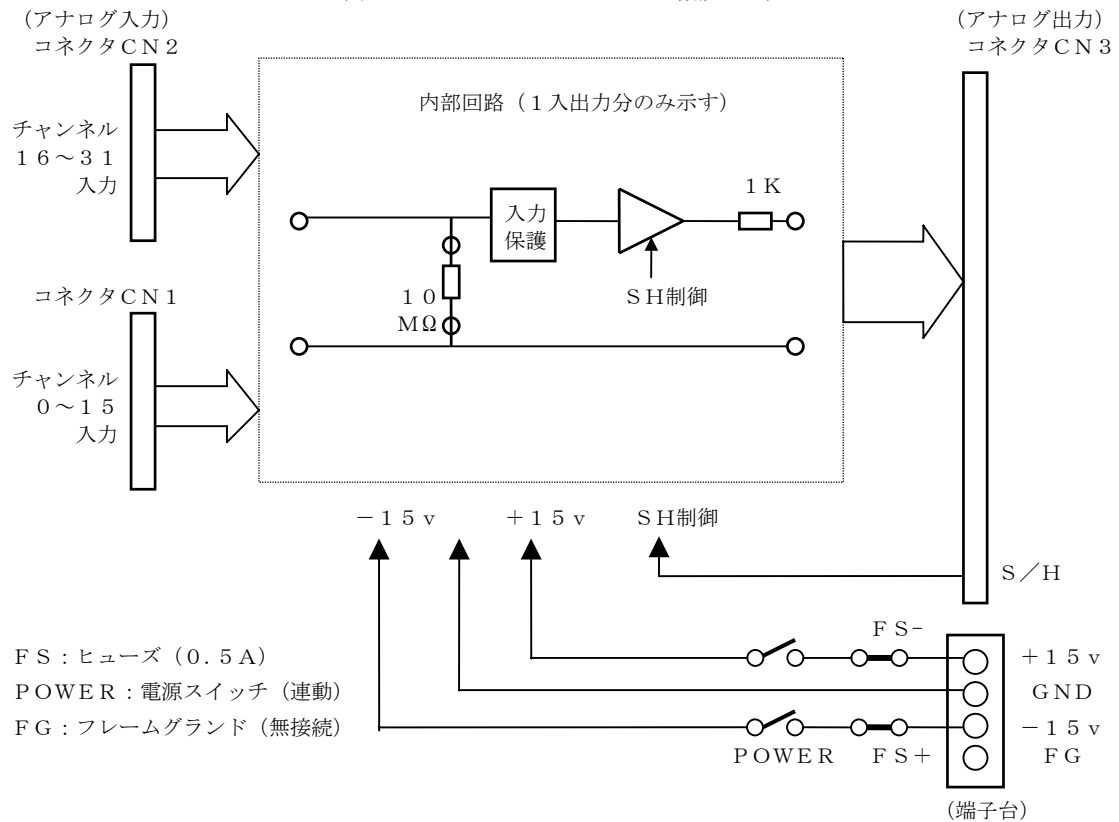 (アナログ入力)
コネクタCN2
チャンネル
16～31
入力
コネクタCN1
チャンネル
0～15
入力
内部回路(1入出力分のみ示す)
入力
保護
1K
10
MΩ
SH制御
(アナログ出力)
コネクタCN3
－15v
＋15v
SH制御
S／H
FS：ヒューズ(0.5A)
POWER：電源スイッチ(連動)
FG：フレームグランド(無接続)
FS-
＋15v
GND
－15v
FG
POWER
FS＋
(端子台)